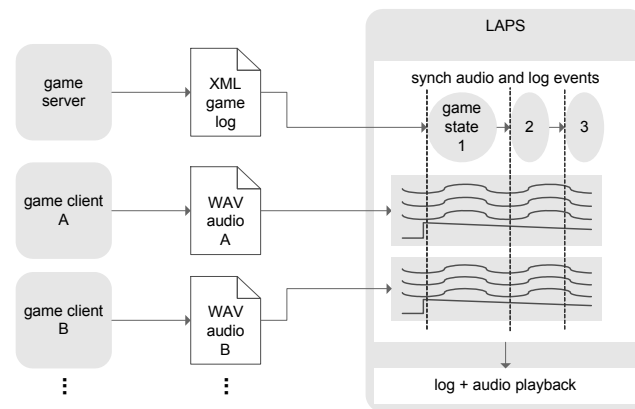 LAPS
synch audio and log events
game
server
XML
game
log
game
state
1
2
3
game client
A
WAV
audio
A
game client
B
WAV
audio
B
log + audio playback